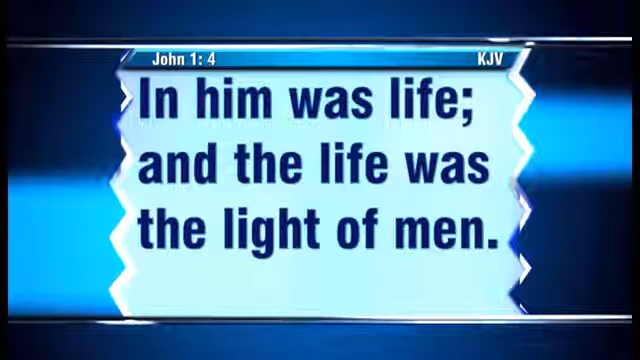 John 1: 4 KJV
In him was life;
and the life was
the light of men.